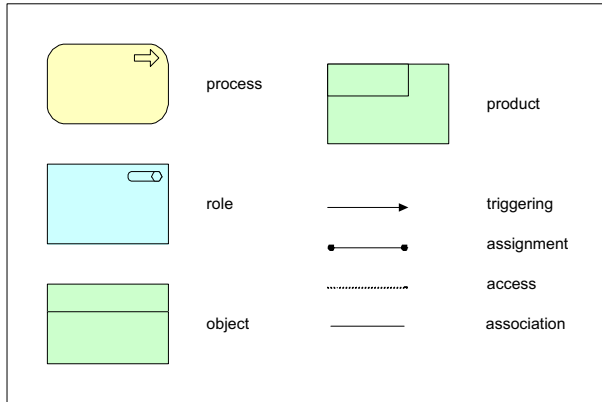 process
product
role
triggering
assignment
access
object
association